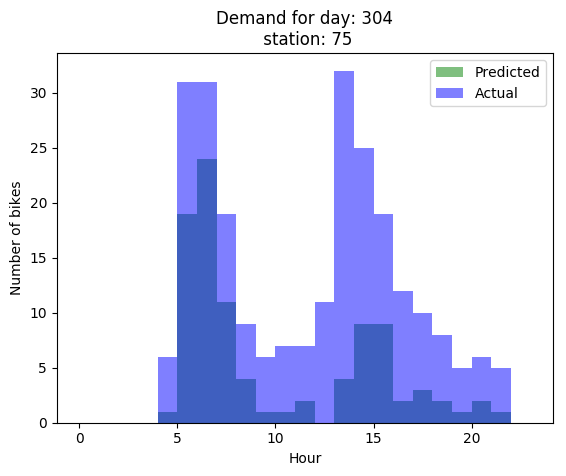 Demand for day: 304
station: 75
Predicted
Actual
Number of bikes
30
25
20
15
10
5
0
0
5
10
15
20
Hour